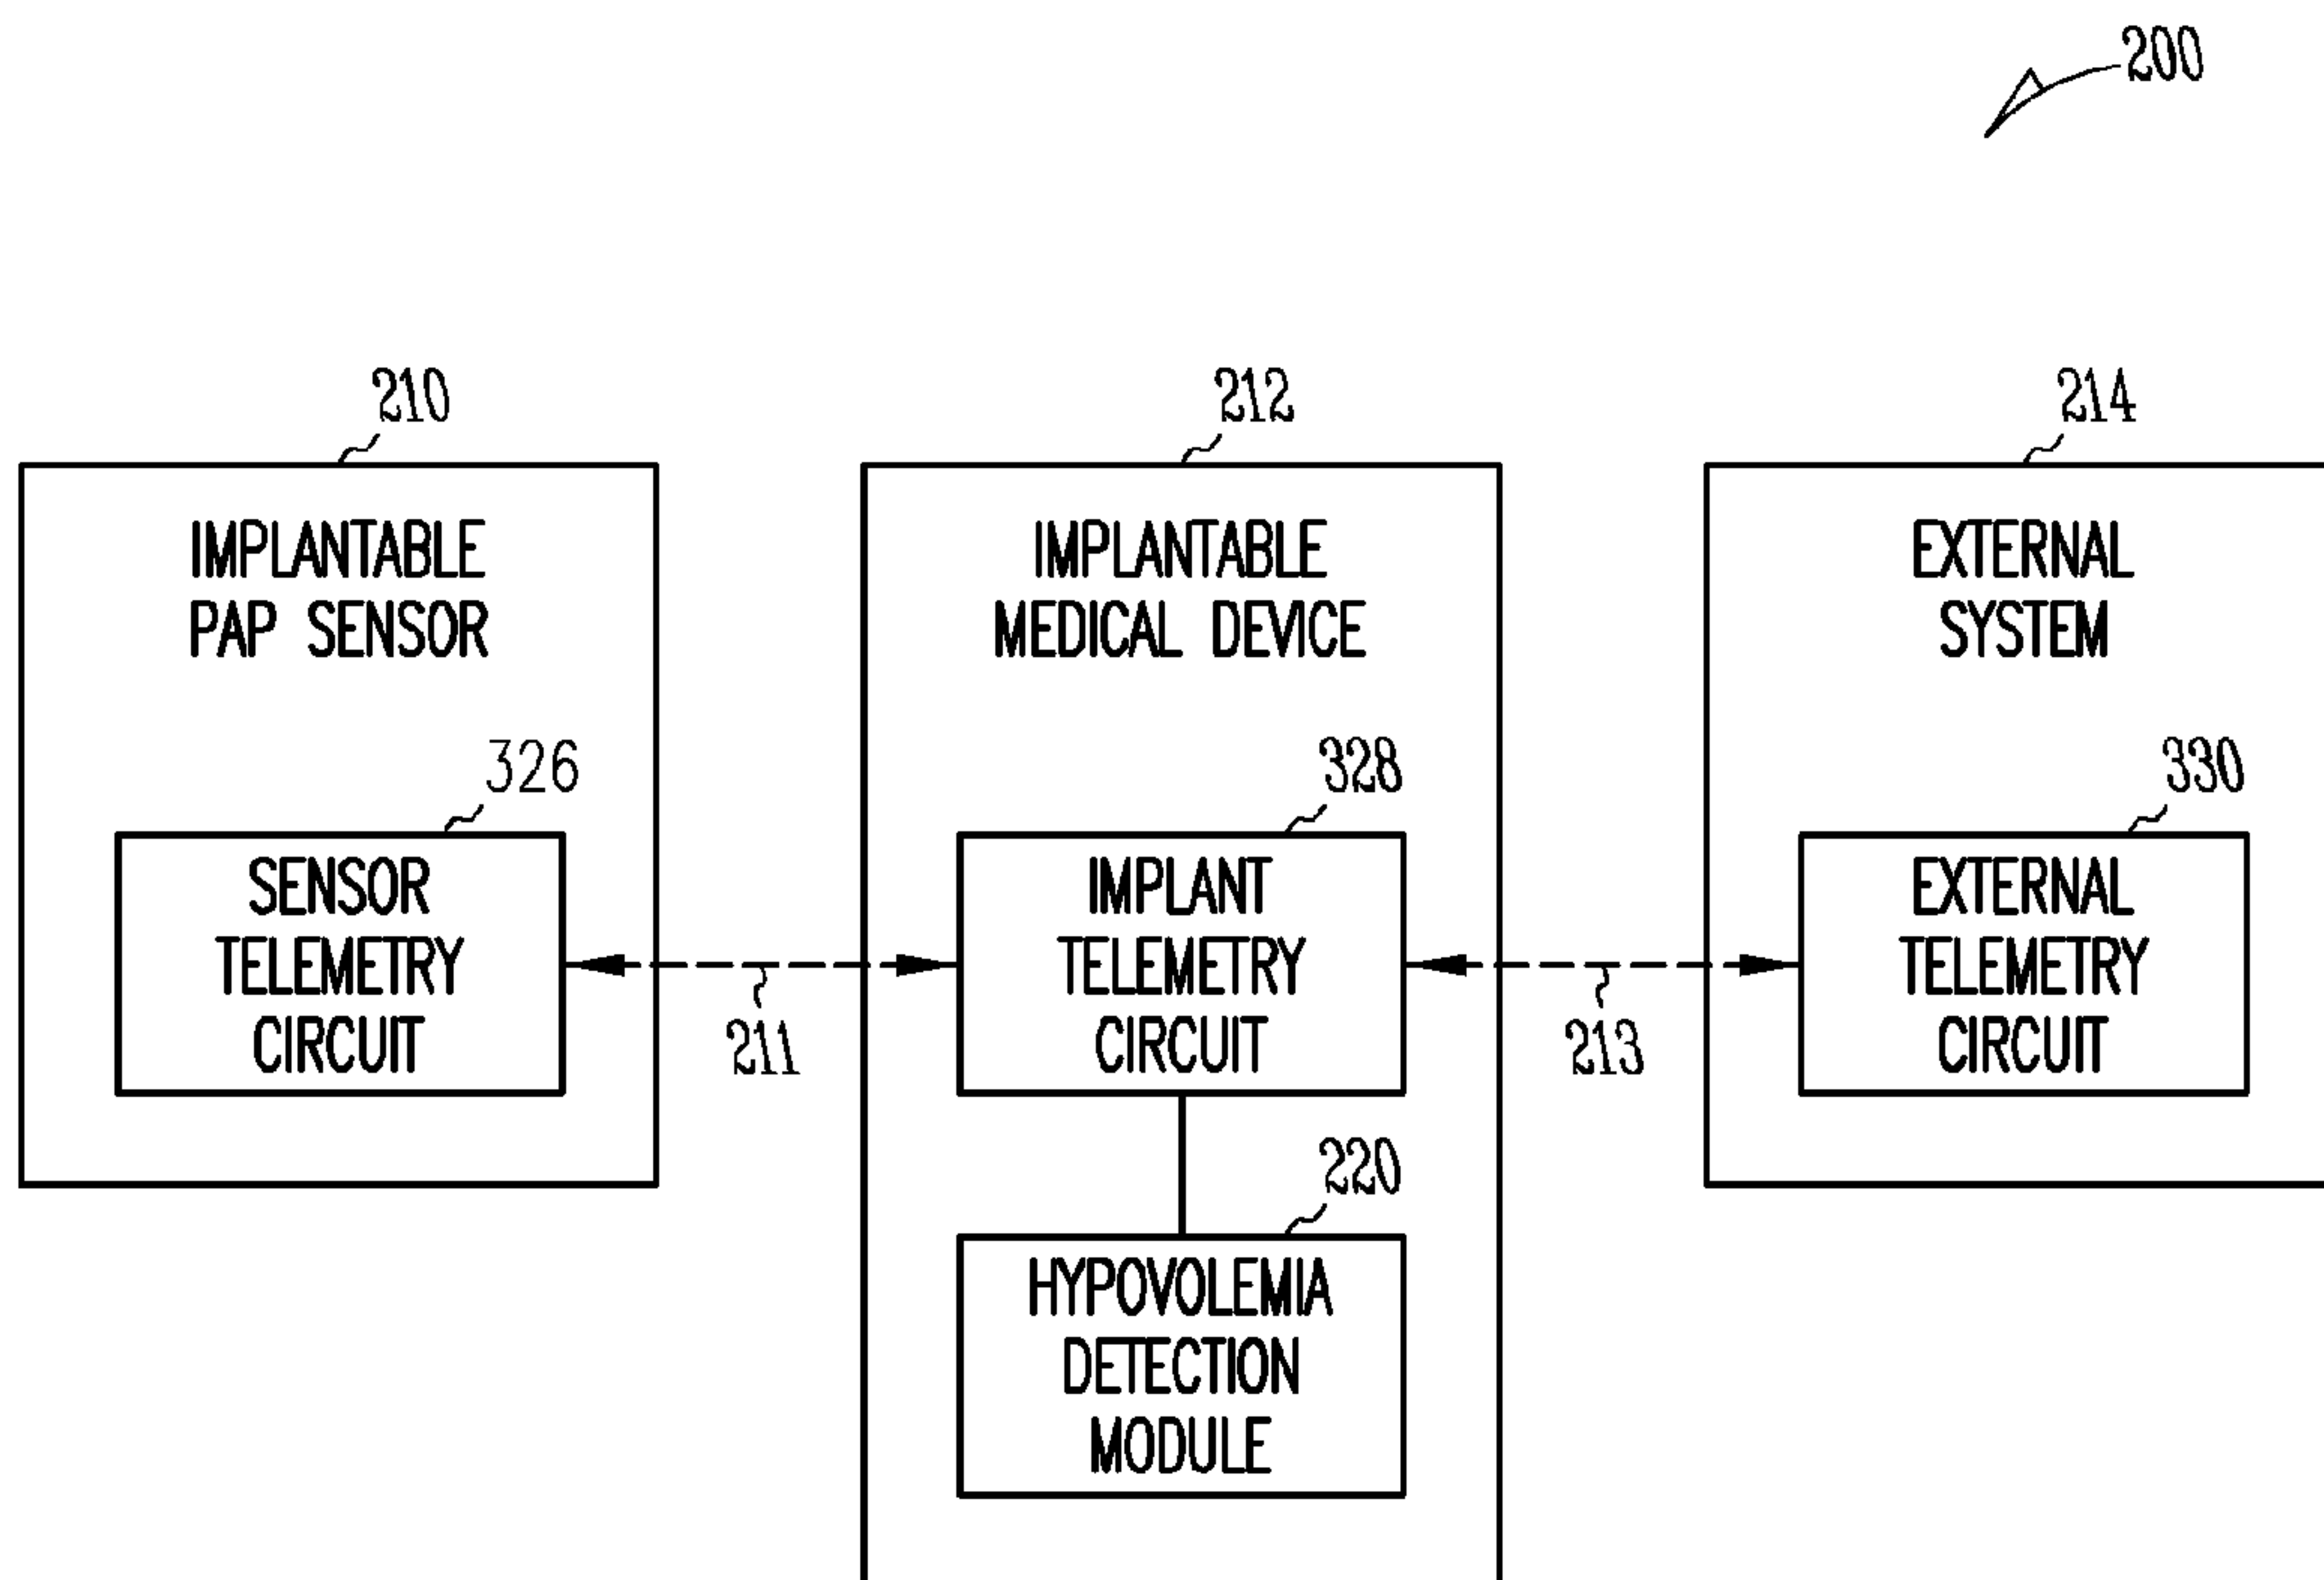 200
210
212
214
IMPLANTABLE
PAP SENSOR
IMPLANTABLE
MEDICAL DEVICE
EXTERNAL
SYSTEM
326
328
330
SENSOR
TELEMETRY
CIRCUIT
IMPLANT
TELEMETRY
CIRCUIT
EXTERNAL
TELEMETRY
CIRCUIT
211
213
220
HYPOVOLEMIA
DETECTION
MODULE